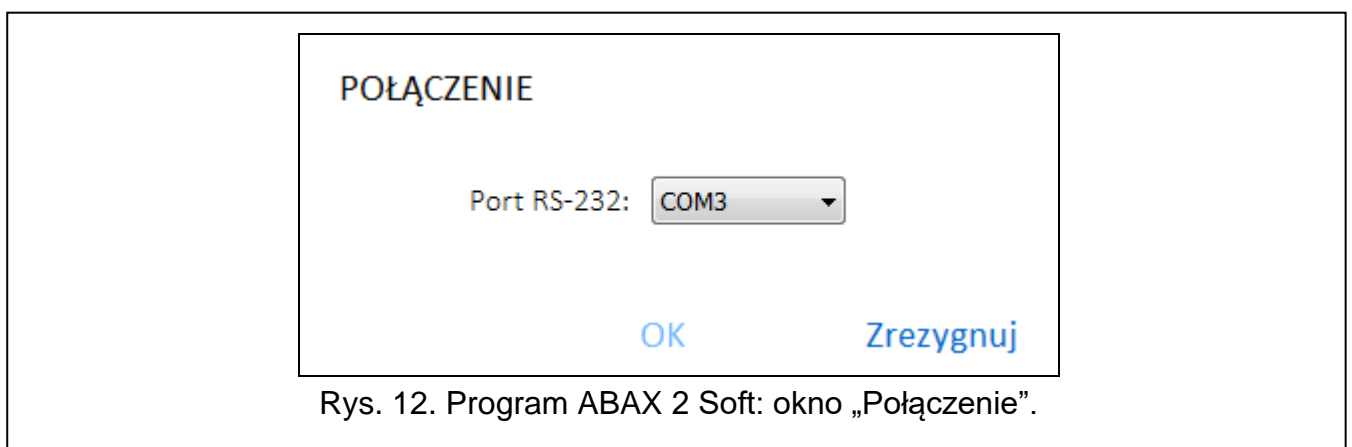 POŁĄCZENIE
Port RS-232: COM3
OK Zrezygnuj
Rys. 12. Program ABAX 2 Soft: okno „Połączenie”.